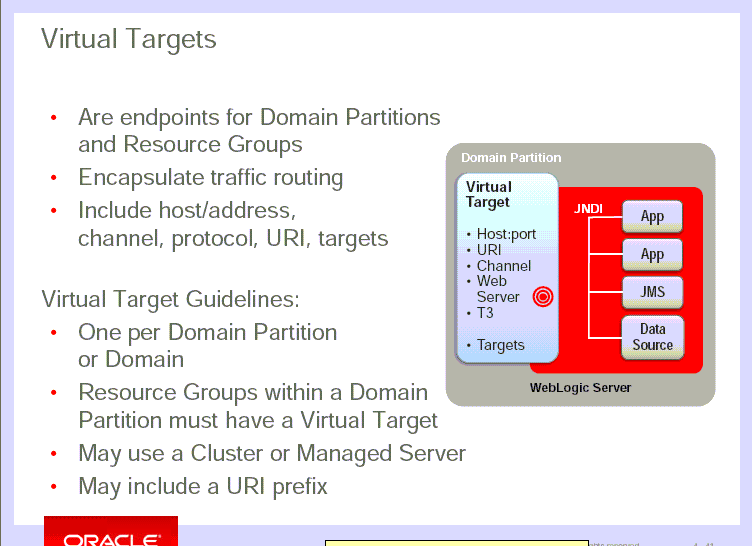 Virtual Targets
• Are endpoints for Domain Partitions
and Resource Groups
• Encapsulate traffic routing
• Include host/address,
channel, protocol, URI, targets
Virtual Target Guidelines:
• One per Domain Partition
or Domain
• Resource Groups within a Domain
Partition must have a Virtual Target
• May use a Cluster or Managed Server
• May include a URI prefix
Domain Partition
Virtual
Target
• Host:port
• URI
• Channel
• Web
Server
• T3
• Targets
JNDI
App
App
JMS
Data
Source
WebLogic Server
ORACLE